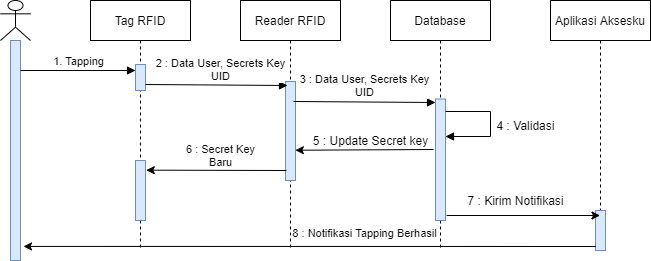 Tag RFID
Reader RFID
Database
Aplikasi Aksesku
1. Tapping
2 : Data User, Secrets Key
UID
3 : Data User, Secrets Key
UID
4 : Validasi
5 : Update Secret key
6 : Secret Key
Baru
7 : Kirim Notifikasi
8 : Notifikasi Tapping Berhasil